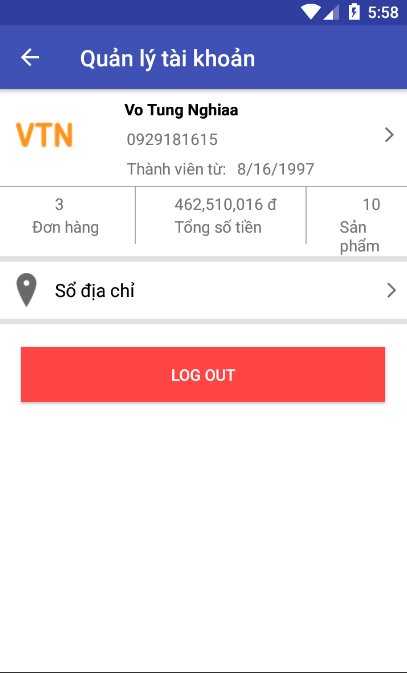 5:58
Quản lý tài khoản
VTN
Vo Tung Nghiaa
0929181615
Thành viên từ: 8/16/1997
3
Đơn hàng
462,510,016 đ
Tổng số tiền
10
Sản
phẩm
Sổ địa chỉ
LOG OUT